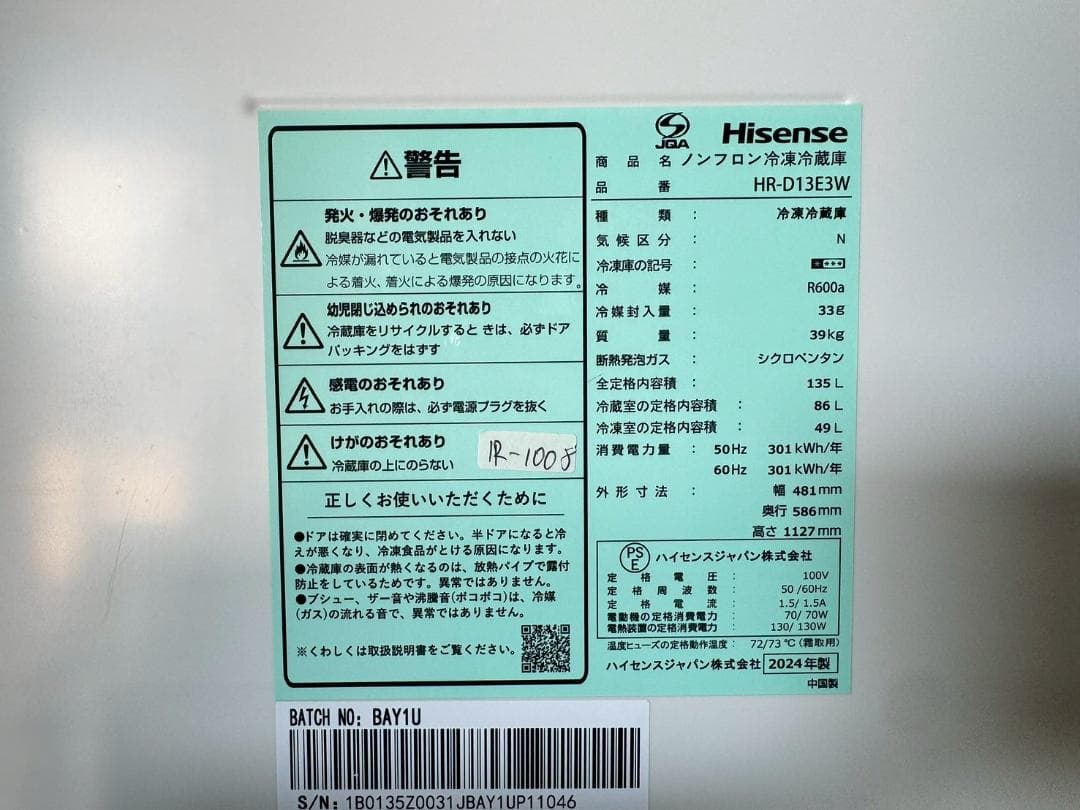 警告
発火・爆発のおそれあり
脱臭器などの電気製品を入れない
冷媒が漏れていると電気製品の接点の火花に
よる着火、着火による爆発の原因になります。
幼児閉じ込められのおそれあり
冷蔵庫をリサイクルすると きは、必ずドア
パッキングをはずす
感電のおそれあり
お手入れの際は、必ず電源プラグを抜く
けがのおそれあり
冷蔵庫の上にのらない
1R-1008
正しくお使いいただくために
●ドアは確実に閉めてください。半ドアになると冷
えが悪くなり、冷凍食品がとける原因になります。
●冷蔵庫の表面が熱くなるのは、放熱パイプで露付
防止をしているためです。異常ではありません。
●ブシュー、ザー音や沸騰音(ボコボコ)は、冷媒
(ガス)の流れる音で、異常ではありません。
※くわしくは取扱説明書をご覧ください。
JQA
Hisense
商品名 ノンフロン冷凍冷蔵庫
品番 HR-D13E3W
種類 : 冷凍冷蔵庫
気候区分 : N
冷凍庫の記号 :
冷媒 : R600a
冷媒封入量 : 33g
質量 : 39kg
断熱発泡ガス : シクロペンタン
全定格内容積 : 135 L
冷蔵室の定格内容積 : 86 L
冷凍室の定格内容積 : 49 L
消費電力量 : 50Hz 301kWh/年
60Hz 301kWh/年
外形寸法 : 幅 481mm
奥行 586mm
高さ 1127mm
PS
E
ハイセンスジャパン株式会社
定格電圧 : 100V
定格周波数 : 50/60Hz
定格電流 : 1.5/ 1.5A
電動機の定格消費電力 : 70/ 70W
電熱装置の定格消費電力 : 130/ 130W
温度ヒューズの定格動作温度 : 72/73 ℃(霜取用)
ハイセンスジャパン株式会社 2024年製
中国製
BATCH NO: BAY1U
S/N: 1B0135Z0031JBAY1UP11046